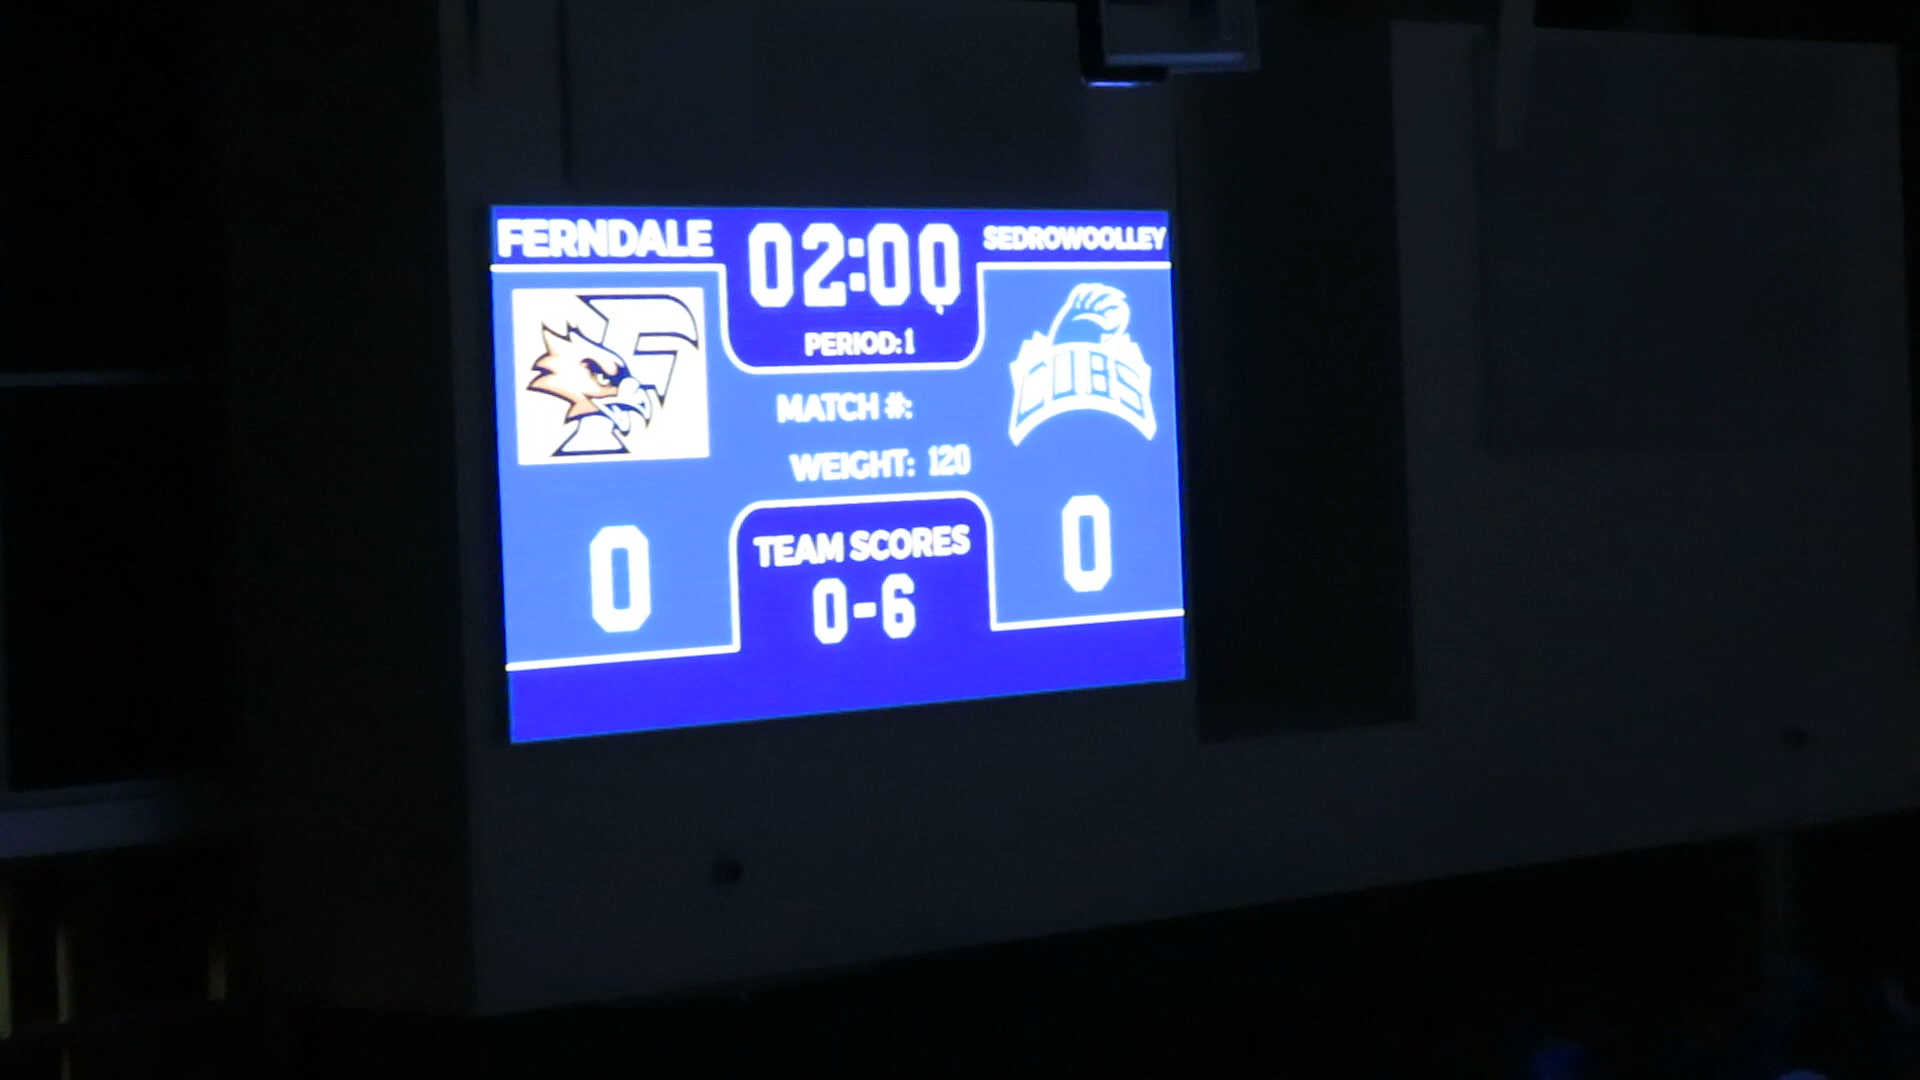 FERNDALE
02:00
SEDROWOOLLEY
PERIOD:1
CUBS
MATCH #:
WEIGHT: 120
0
TEAM SCORES
0-6
0